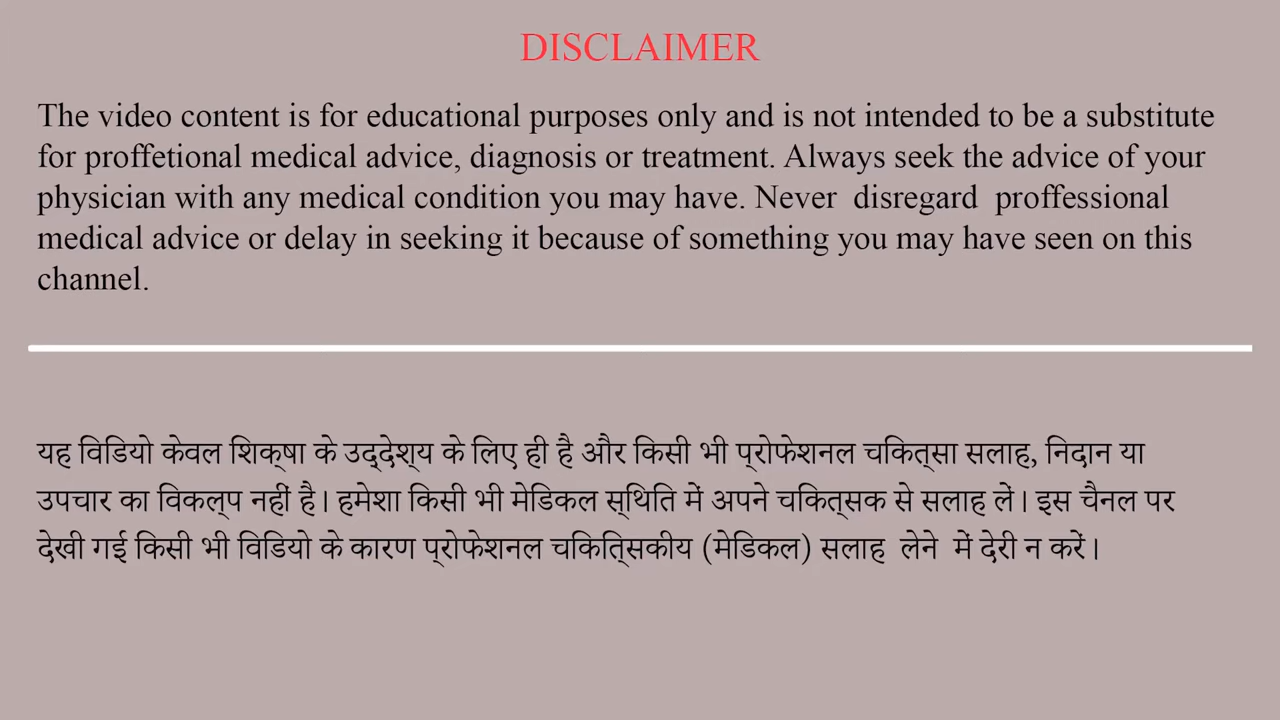 DISCLAIMER
The video content is for educational purposes only and is not intended to be a substitute
for proffetional medical advice, diagnosis or treatment. Always seek the advice of your
physician with any medical condition you may have. Never disregard proffessional
medical advice or delay in seeking it because of something you may have seen on this
channel.
यह विडियो केवल शिक्‌षा के उद्‌देश्‌य के लिए ही है और किसी भी प्‌रोफेशनल चकित्‌सा सलाह, निदान या
उपचार का विकल्‌प नहीं है। हमेशा किसी भी मेडिकल स्‌थिति में अपने चकित्‌सक से सलाह लें। इस चैनल पर
देखी गई किसी भी विडियो के कारण प्‌रोफेशनल चकित्‌सिकीय (मेडिकल) सलाह लेने में देरी न करें।